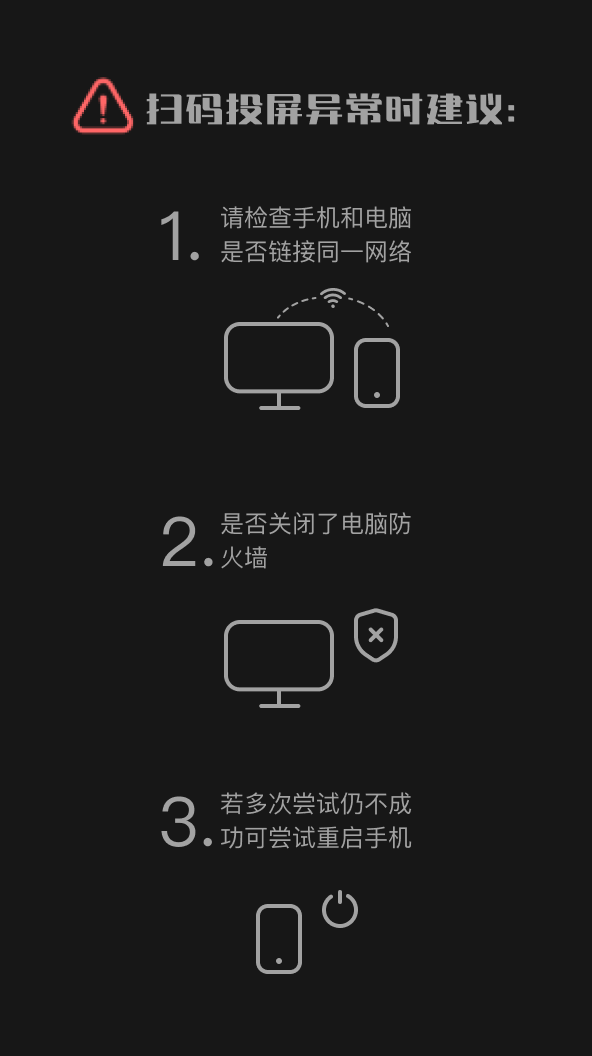 扫码投屏异常时建议:
1. 请检查手机和电脑
是否链接同一网络
2. 是否关闭了电脑防
火墙
3. 若多次尝试仍不成
功可尝试重启手机